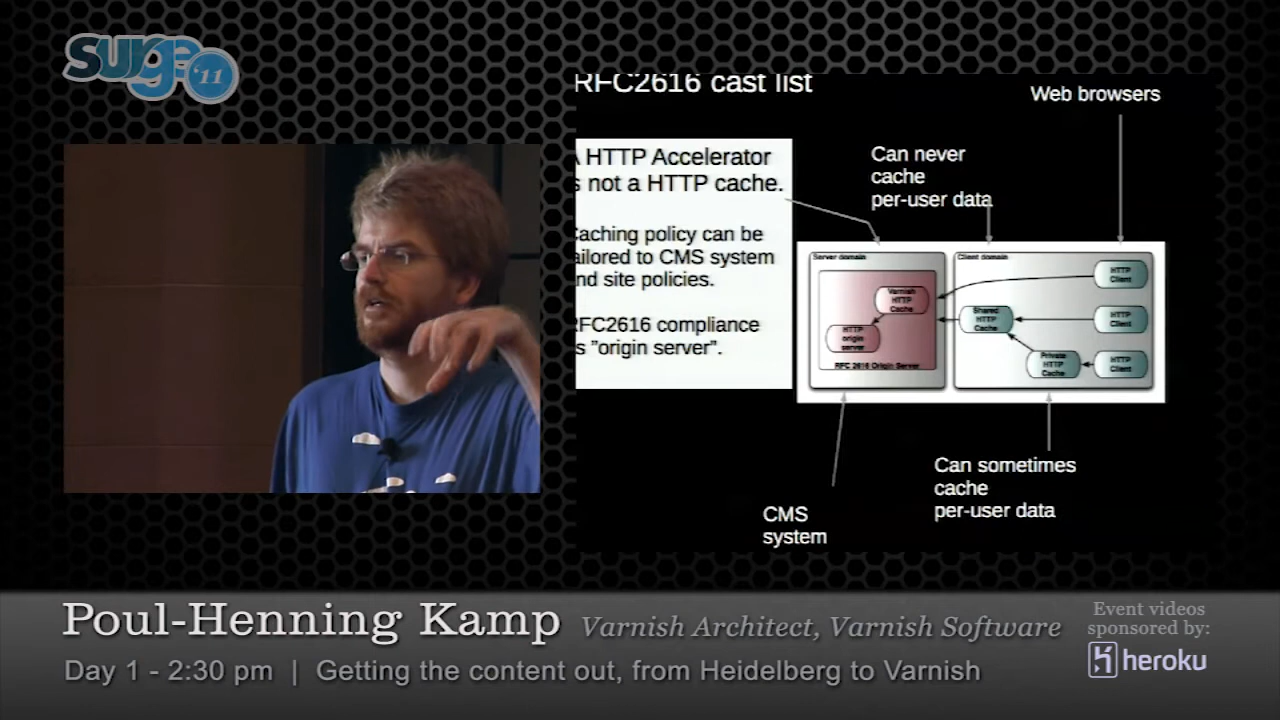 surge '11
RFC2616 cast list
Web browsers
A HTTP Accelerator
s not a HTTP cache.
Can never
cache
per-user data
Caching policy can be
ailored to CMS system
nd site policies.
RFC2616 compliance
s "origin server".
Server domain
Client domain
Varnish
HTTP
Cache
HTTP
origin
server
RFC 2616 Origin Server
Shared
HTTP
Cache
Private
HTTP
Cache
HTTP
Client
HTTP
Client
HTTP
Client
CMS
system
Can sometimes
cache
per-user data
Poul-Henning Kamp
Varnish Architect, Varnish Software
Day 1 - 2:30 pm | Getting the content out, from Heidelberg to Varnish
Event videos
sponsored by:
heroku